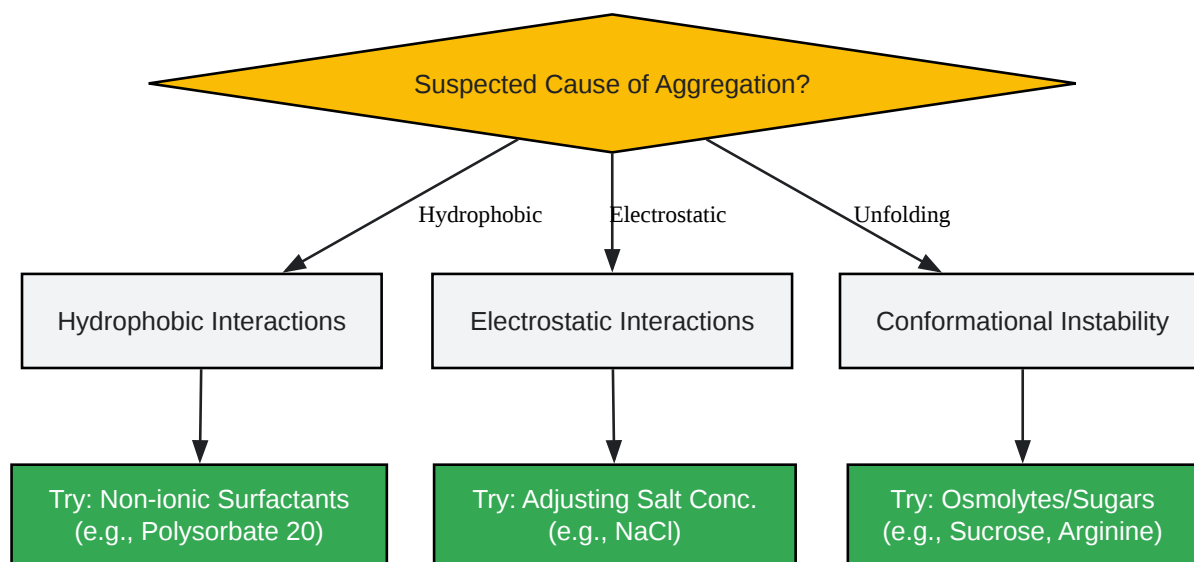 Suspected Cause of Aggregation?
Hydrophobic
Electrostatic
Unfolding
Hydrophobic Interactions
Electrostatic Interactions
Conformational Instability
Try: Non-ionic Surfactants
(e.g., Polysorbate 20)
Try: Adjusting Salt Conc.
(e.g., NaCl)
Try: Osmolytes/Sugars
(e.g., Sucrose, Arginine)